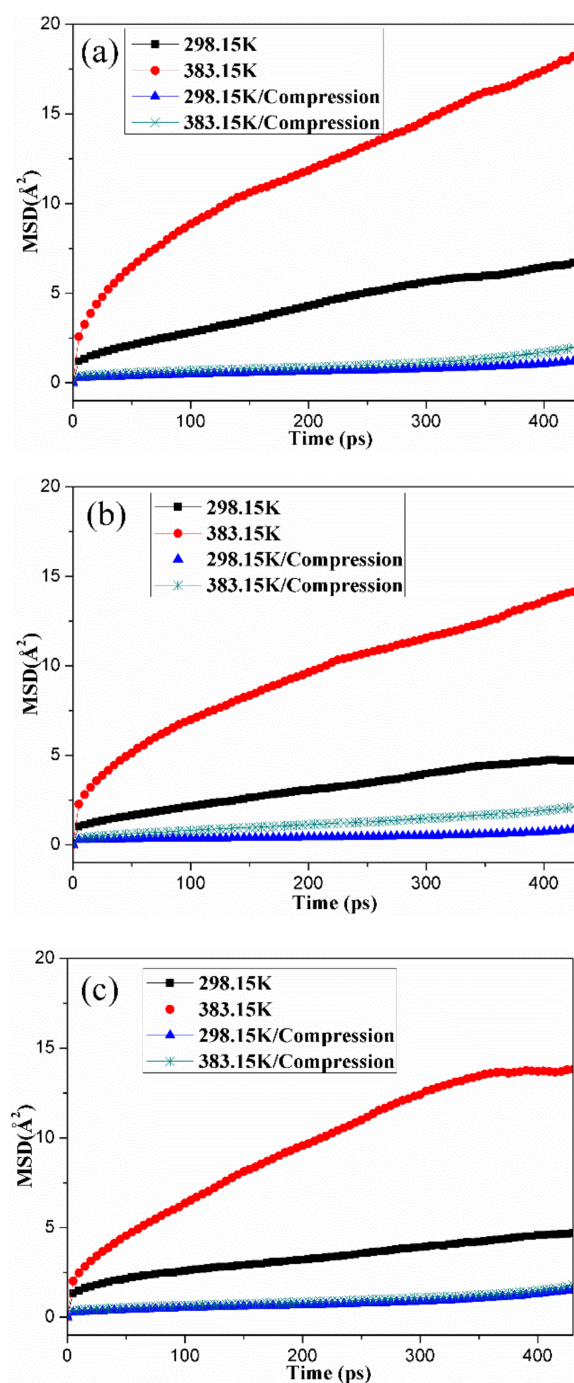 (a)
298.15K
383.15K
298.15K/Compression
383.15K/Compression
MSD(Å²)
20
15
10
5
0
0 100 200 300 400
Time (ps)
(b)
298.15K
383.15K
298.15K/Compression
383.15K/Compression
MSD(Å²)
20
15
10
5
0
0 100 200 300 400
Time (ps)
(c)
298.15K
383.15K
298.15K/Compression
383.15K/Compression
MSD(Å²)
20
15
10
5
0
0 100 200 300 400
Time (ps)